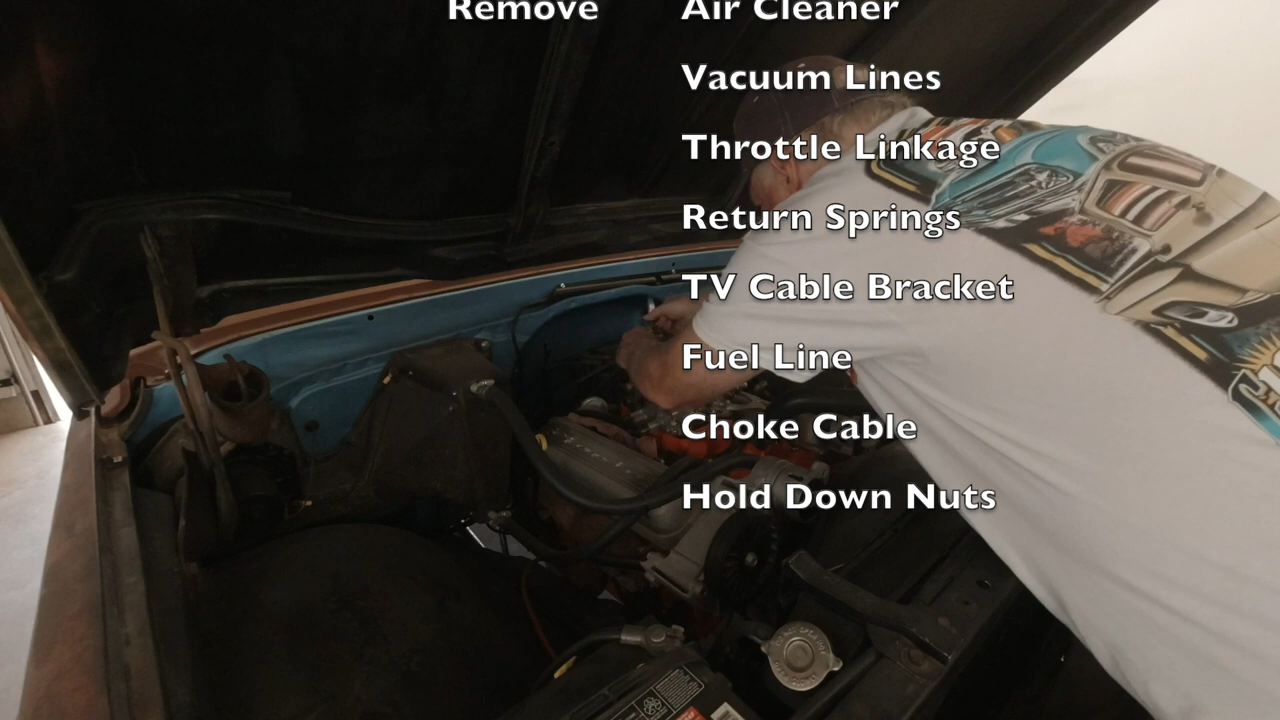 Remove Air Cleaner
Vacuum Lines
Throttle Linkage
Return Springs
TV Cable Bracket
Fuel Line
Choke Cable
Hold Down Nuts